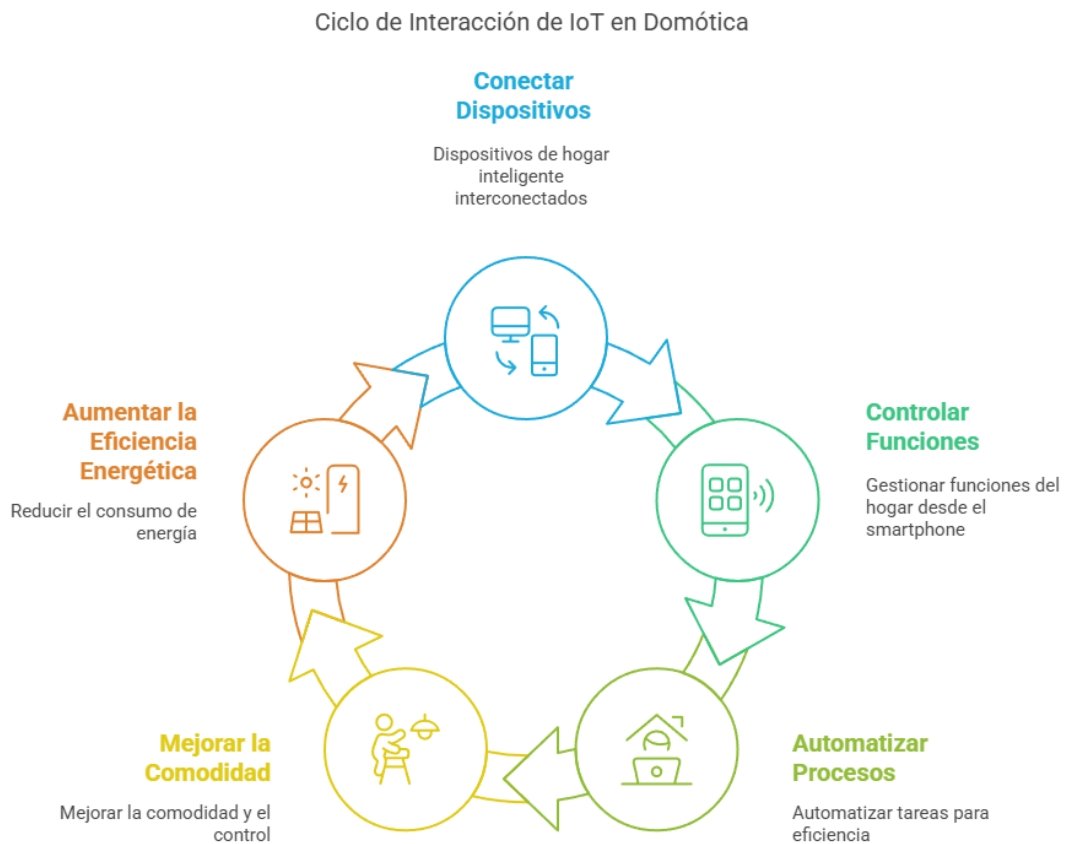 Ciclo de Interacción de IoT en Domótica
Conectar
Dispositivos
Dispositivos de hogar
inteligente
interconectados
Aumentar la
Eficiencia
Energética
Reducir el consumo de
energía
Controlar
Funciones
Gestionar funciones del
hogar desde el
smartphone
Mejorar la
Comodidad
Mejorar la comodidad y el
control
Automatizar
Procesos
Automatizar tareas para
eficiencia